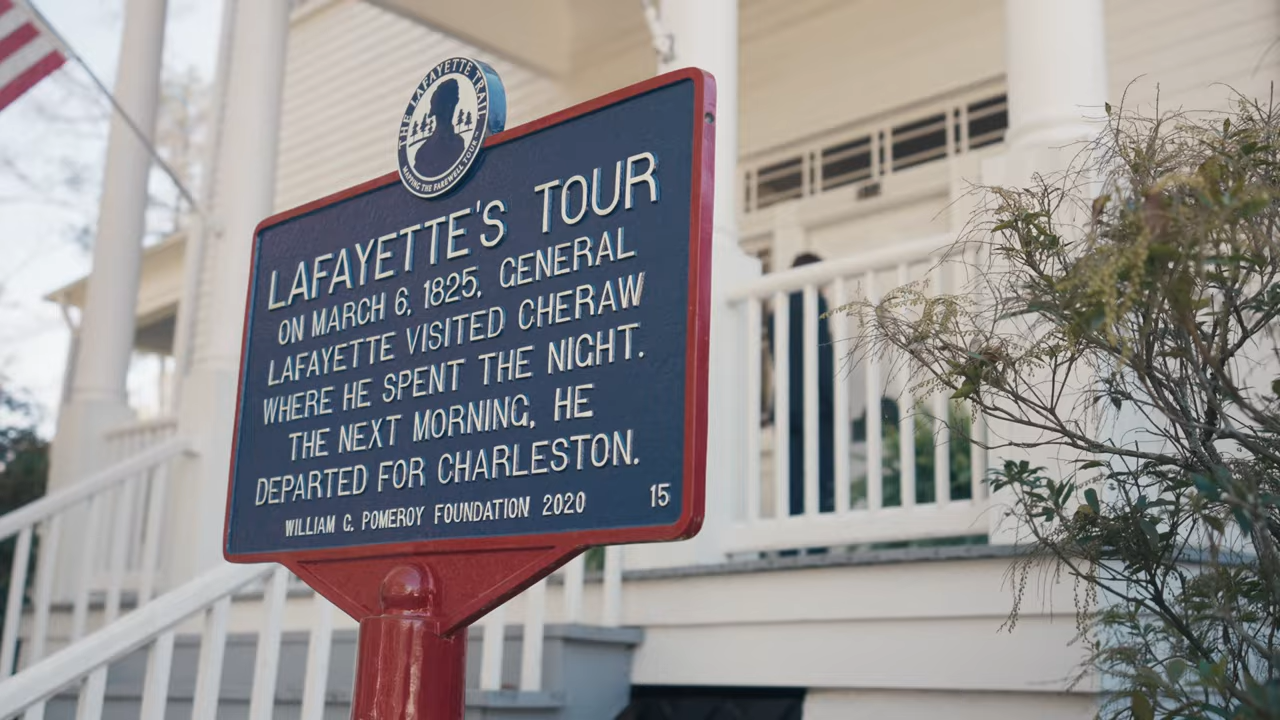 THE LAFAYETTE TRAIL
MAPPING THE FAREWELL TOUR
LAFAYETTE'S TOUR
ON MARCH 6, 1825, GENERAL
LAFAYETTE VISITED CHERAW
WHERE HE SPENT THE NIGHT.
THE NEXT MORNING, HE
DEPARTED FOR CHARLESTON.
WILLIAM G. POMEROY FOUNDATION 2020
15